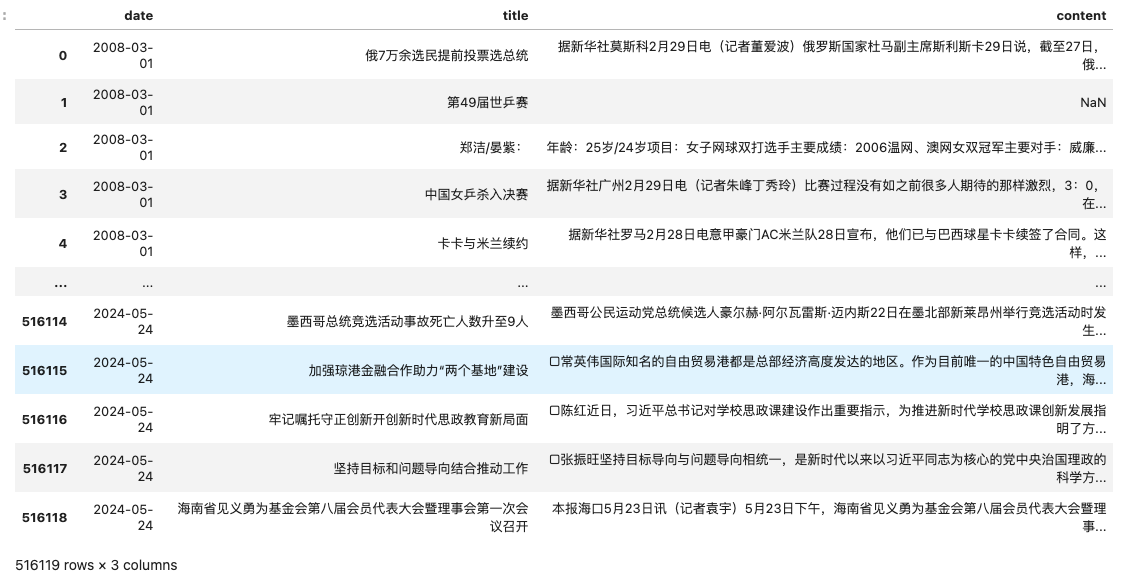 :
date title content
0 2008-03-01 俄7万余选民提前投票选总统 据新华社莫斯科2月29日电（记者董爱波）俄罗斯国家杜马副主席斯利斯卡29日说，截至27日，俄...
1 2008-03-01 第49届世乒赛 NaN
2 2008-03-01 郑洁/晏紫： 年龄：25岁/24岁项目：女子网球双打选手主要成绩：2006温网、澳网女双冠军主要对手：威廉...
3 2008-03-01 中国女乒杀入决赛 据新华社广州2月29日电（记者朱峰丁秀玲）比赛过程没有如之前很多人期待的那样激烈，3：0，在...
4 2008-03-01 卡卡与米兰续约 据新华社罗马2月28日电意甲豪门AC米兰队28日宣布，他们已与巴西球星卡卡续签了合同。这样，...
... ... ... ...
516114 2024-05-24 墨西哥总统竞选活动事故死亡人数升至9人 墨西哥公民运动党总统候选人豪尔赫·阿尔瓦雷斯·迈内斯22日在墨北部新莱昂州举行竞选活动时发生...
516115 2024-05-24 加强琼港金融合作助力“两个基地”建设 ▢常英伟国际知名的自由贸易港都是总部经济高度发达的地区。作为目前唯一的中国特色自由贸易港，海...
516116 2024-05-24 牢记嘱托守正创新开创新时代思政教育新局面 ▢陈红近日，习近平总书记对学校思政课建设作出重要指示，为推进新时代学校思政课创新发展指明了方...
516117 2024-05-24 坚持目标和问题导向结合推动工作 ▢张振旺坚持目标导向与问题导向相统一，是新时代以来以习近平同志为核心的党中央治国理政的科学方...
516118 2024-05-24 海南省见义勇为基金会第八届会员代表大会暨理事会第一次会议召开 本报海口5月23日讯（记者袁宇）5月23日下午，海南省见义勇为基金会第八届会员代表大会暨理事...
516119 rows × 3 columns